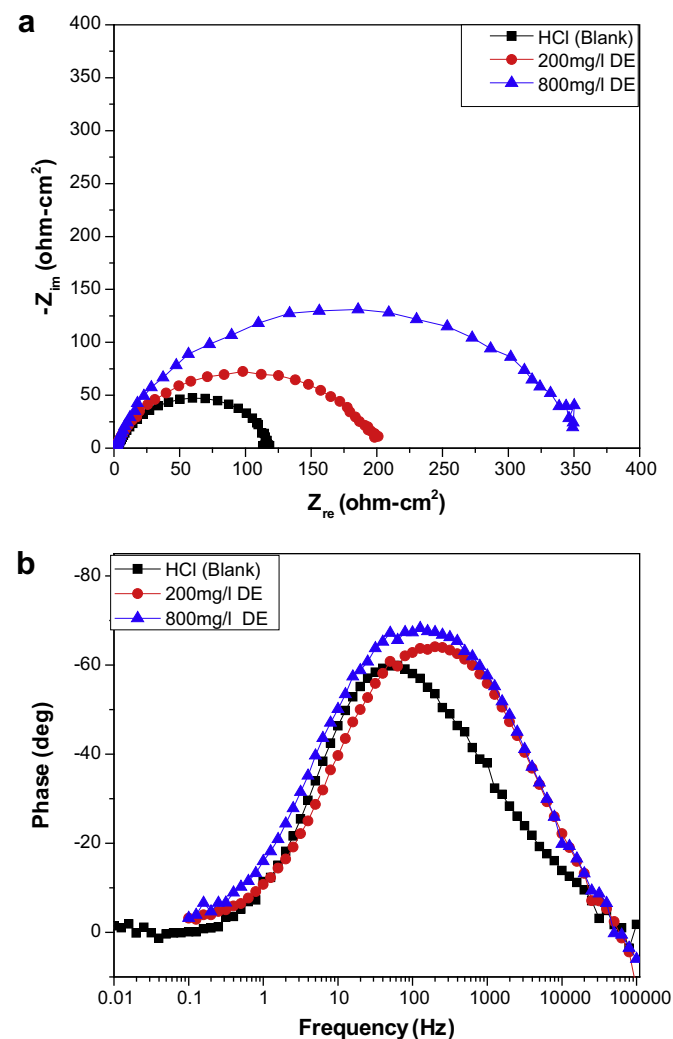 a
400
350
300
250
200
150
100
50
0
-Z_im (ohm-cm²)
HCl (Blank)
200mg/l DE
800mg/l DE
0 50 100 150 200 250 300 350 400
Z_re (ohm-cm²)
b
-80
-60
-40
-20
0
Phase (deg)
HCl (Blank)
200mg/l DE
800mg/l DE
0.01 0.1 1 10 100 1000 10000 100000
Frequency (Hz)